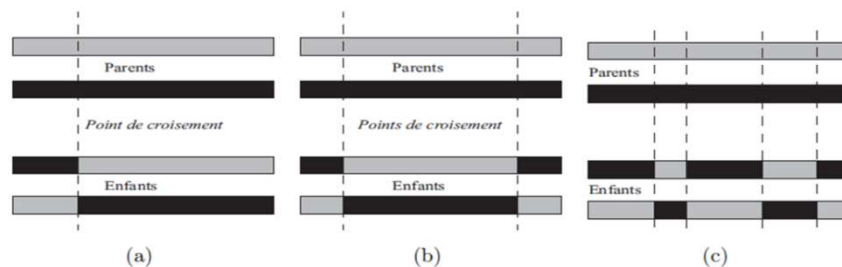 Parents
Point de croisement
Enfants
(a)
Parents
Points de croisement
Enfants
(b)
Parents
Enfants
(c)